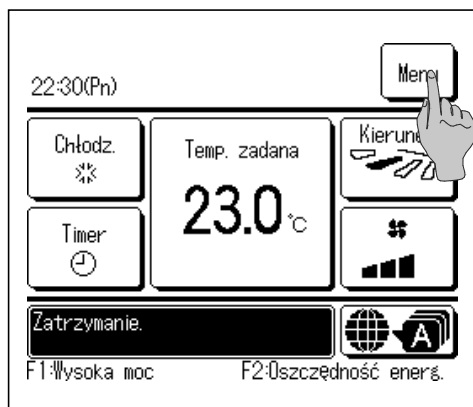 Menu
22:30(Pn)
Chłodz.
Temp. zadana
23.0°C
Timer
Zatrzymanie.
A
F1:Wysoka moc
F2:Oszczędność energ.